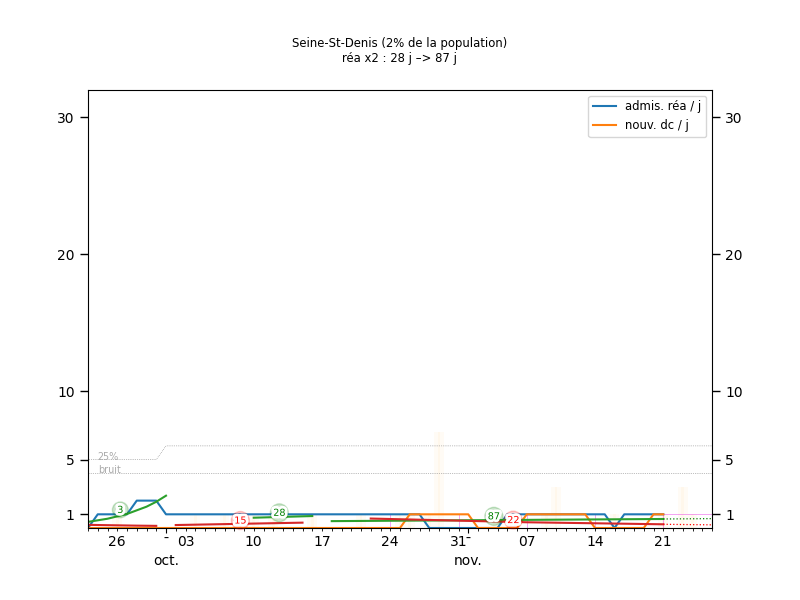 Seine-St-Denis (2% de la population)
réa x2 : 28 j –> 87 j
admis. réa / j
nouv. dc / j
30 30
20 20
10 10
5 5
1 1
25%
bruit
3 15 28 87 22
26 03 10 17 24 31 07 14 21
oct. nov.